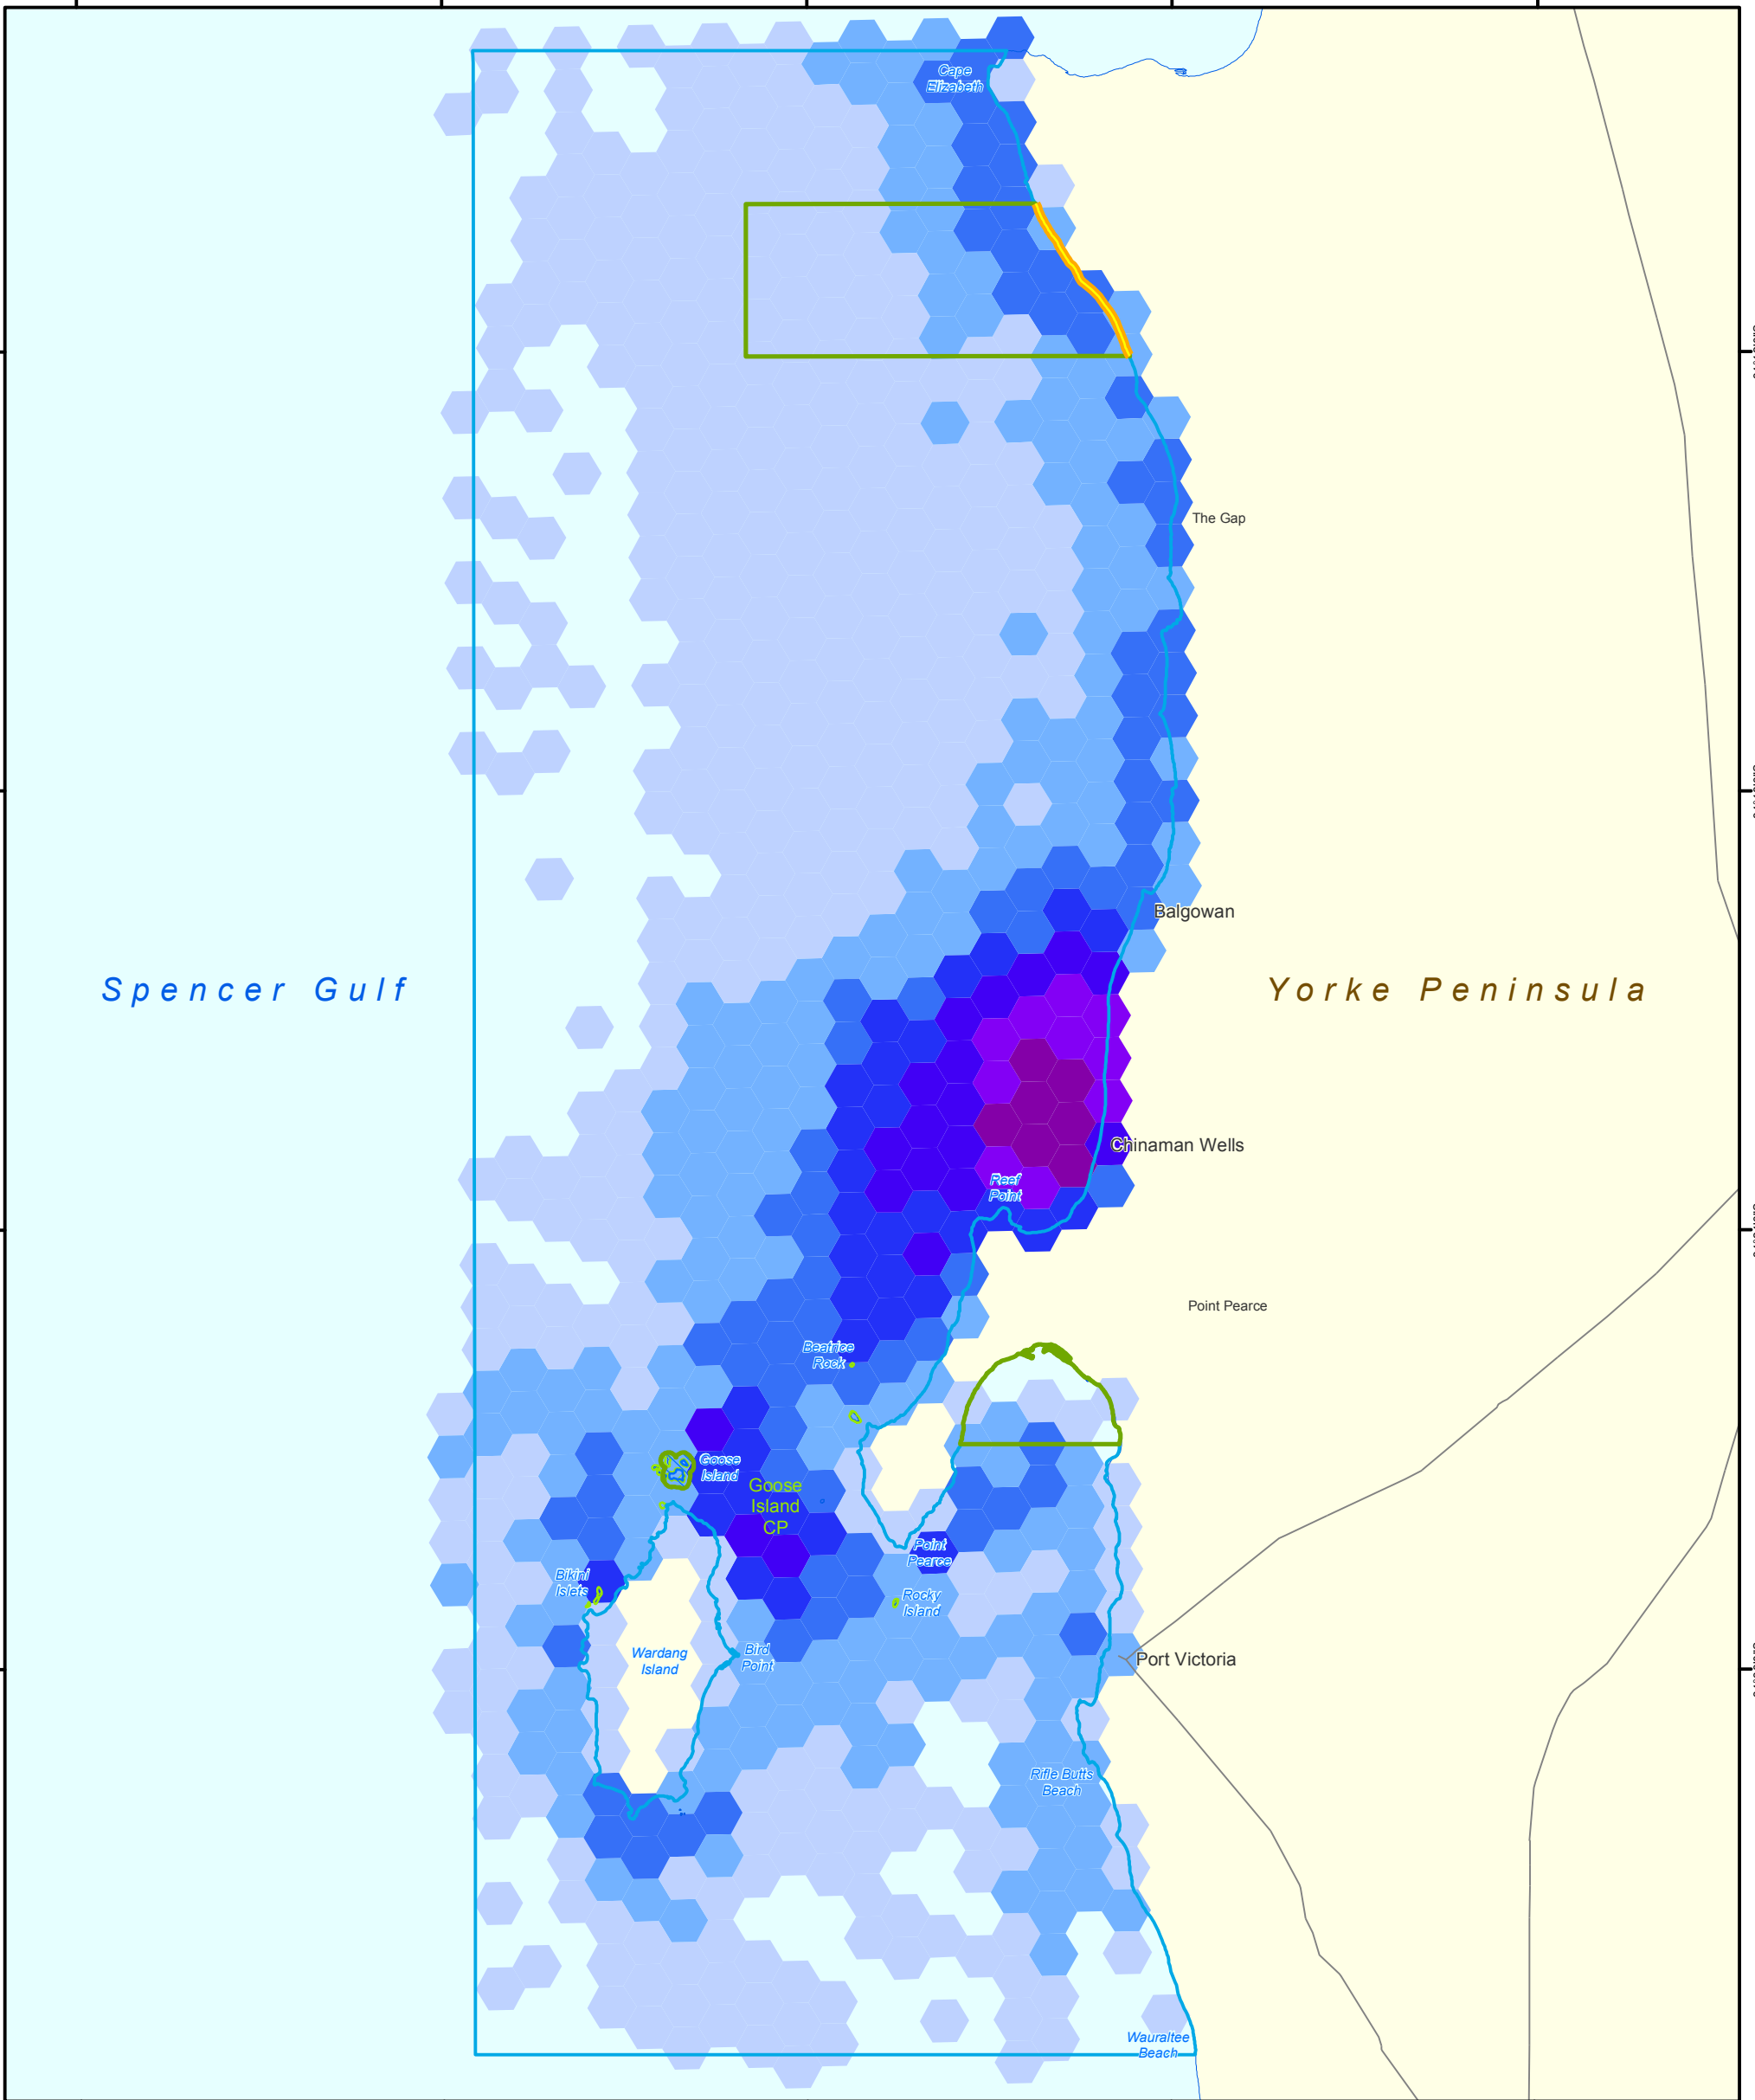 Cape
Elizabeth
The Gap
Balgowan
Spencer Gulf
Yorke Peninsula
Chinaman Wells
Reef
Point
Point Pearce
Beatrice
Rock
Goose
Island
Goose
Island
CP
Point
Pearce
Bikini
Islets
Rocky
Island
Wardang
Island
Bird
Point
Port Victoria
Rifle Butts
Beach
Wauraltee
Beach